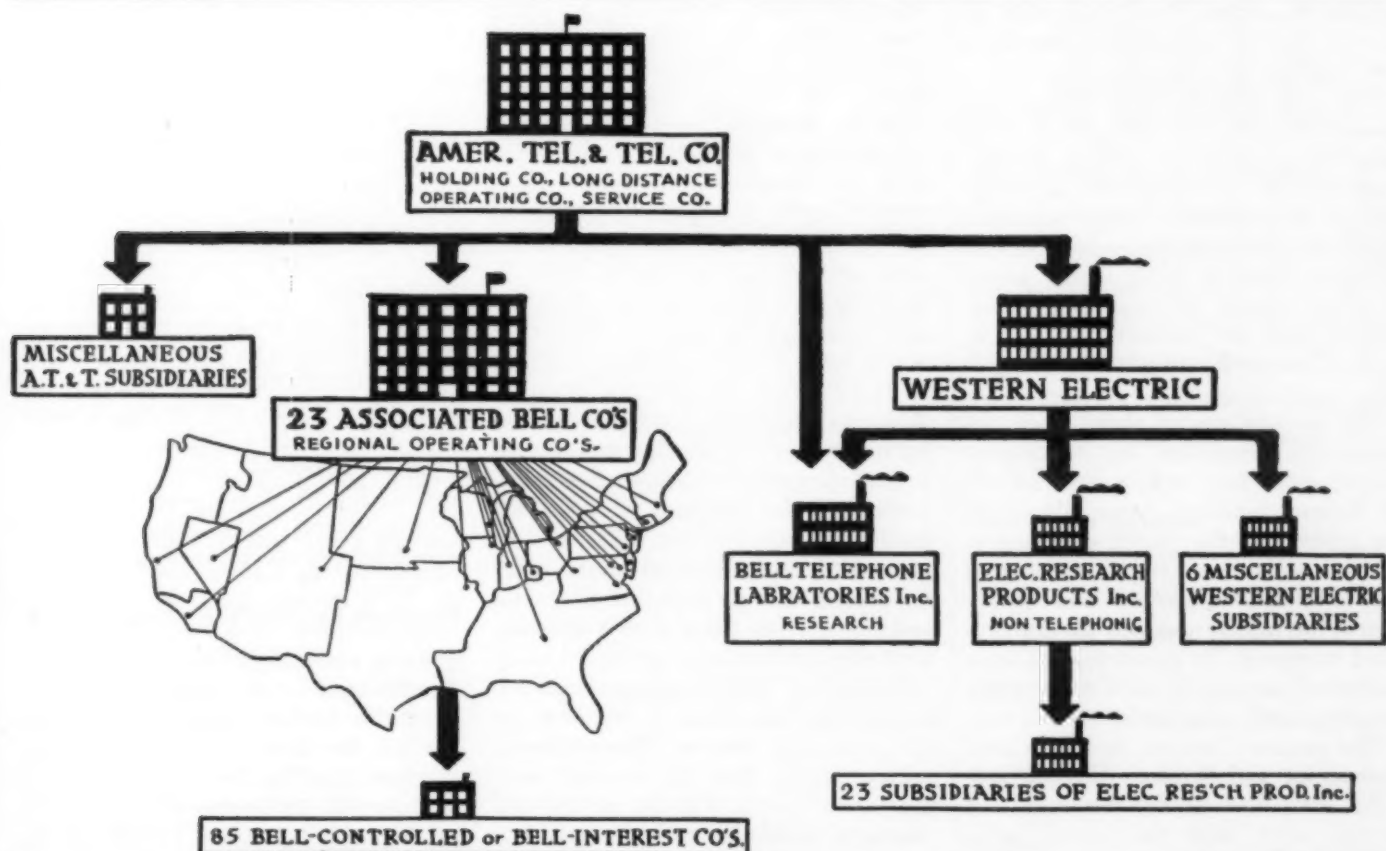 AMER. TEL. & TEL. CO.
HOLDING CO., LONG DISTANCE
OPERATING CO., SERVICE CO.
MISCELLANEOUS
A.T. & T. SUBSIDIARIES
23 ASSOCIATED BELL CO'S
REGIONAL OPERATING CO'S.
WESTERN ELECTRIC
BELL TELEPHONE
LABRATORIES Inc.
RESEARCH
ELEC. RESEARCH
PRODUCTS Inc.
NON TELEPHONIC
6 MISCELLANEOUS
WESTERN ELECTRIC
SUBSIDIARIES
23 SUBSIDIARIES OF ELEC. RES'CH PROD. Inc.
85 BELL-CONTROLLED or BELL-INTEREST CO'S.